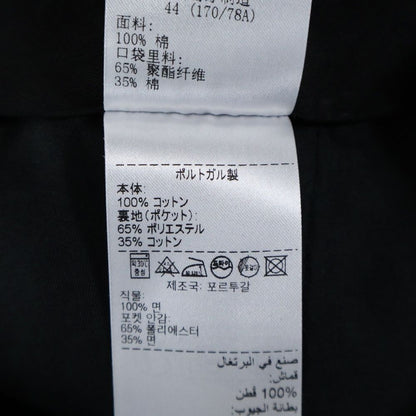 44 (170/78A)
面料:
100% 棉
口袋里料:
65% 聚酯纤维
35% 棉
ポルトガル製
本体:
100% コットン
裏地(ポケット):
65% ポリエステル
35% コットン
제조국: 포르투갈
직물:
100% 면
포켓 안감:
65% 폴리에스터
35% 면
صنع في البرتغال
قماش:
100% قطن
بطانة الجيوب: